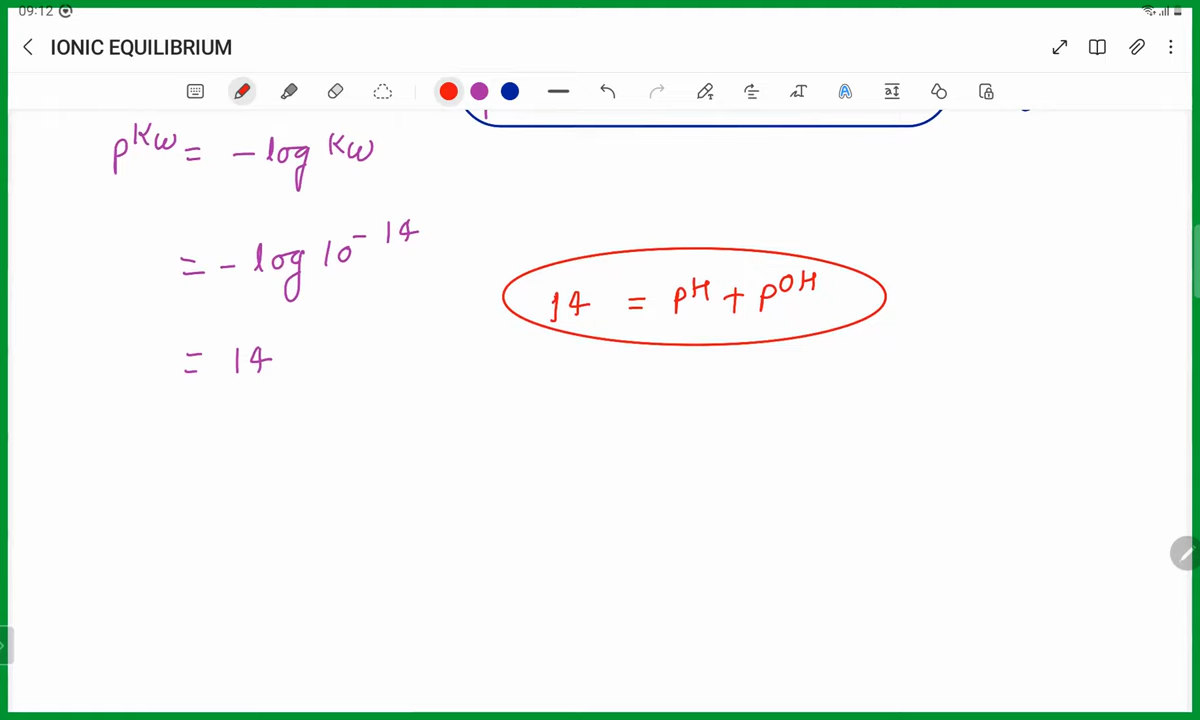 09:12
IONIC EQUILIBRIUM
pKw = - log Kw
= - log 10-14
14 = pH + pOH
= 14